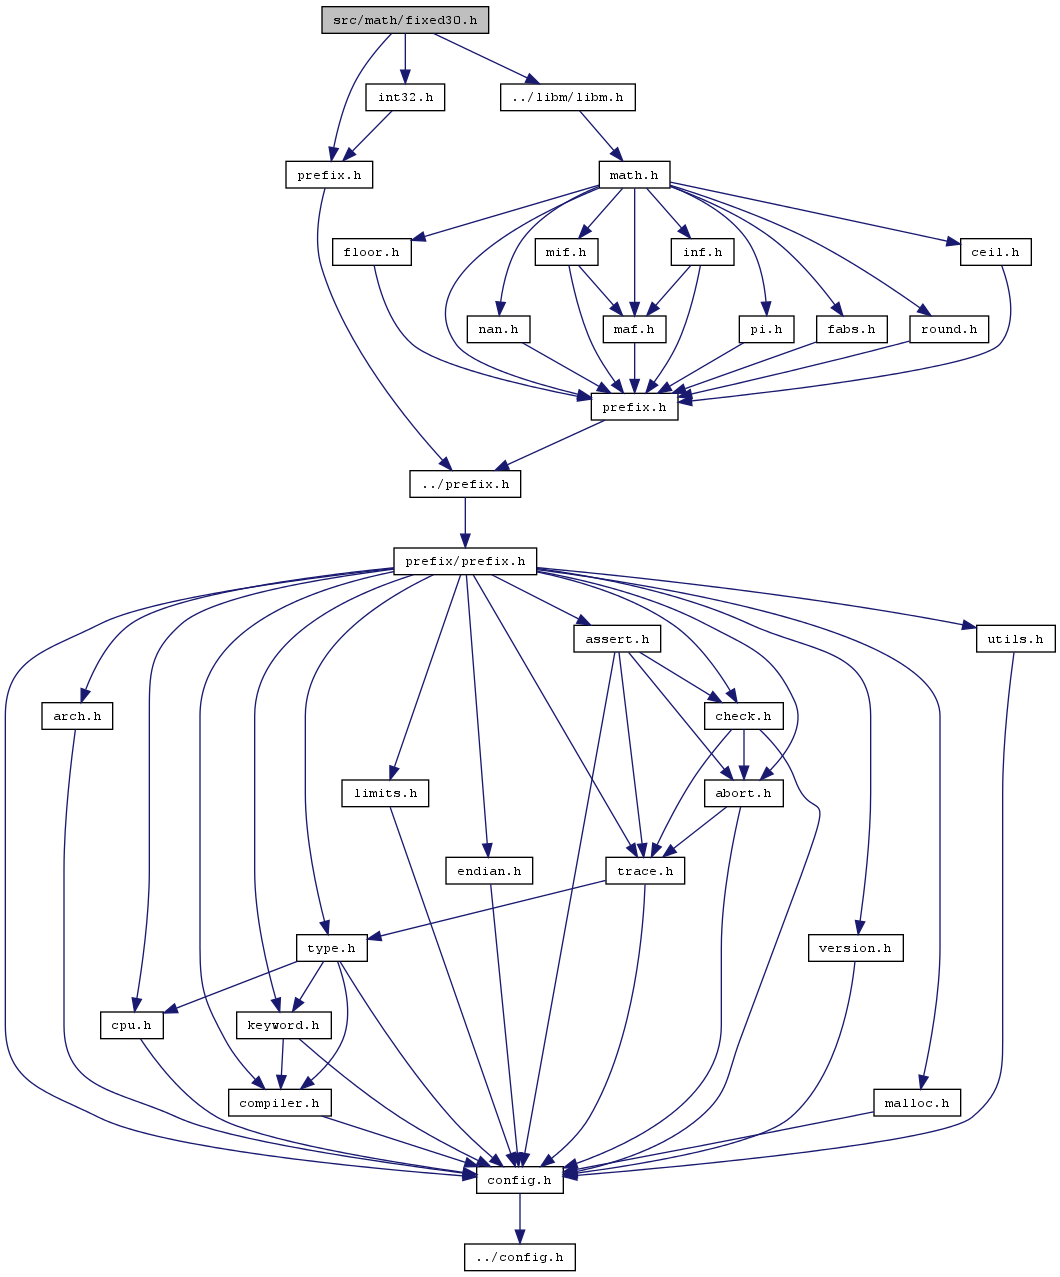 src/math/fixed30.h
int32.h
../libm/libm.h
prefix.h
math.h
floor.h
mif.h
inf.h
ceil.h
nan.h
maf.h
pi.h
fabs.h
round.h
prefix.h
../prefix.h
prefix/prefix.h
assert.h
utils.h
arch.h
check.h
limits.h
abort.h
endian.h
trace.h
type.h
version.h
cpu.h
keyword.h
compiler.h
malloc.h
config.h
../config.h